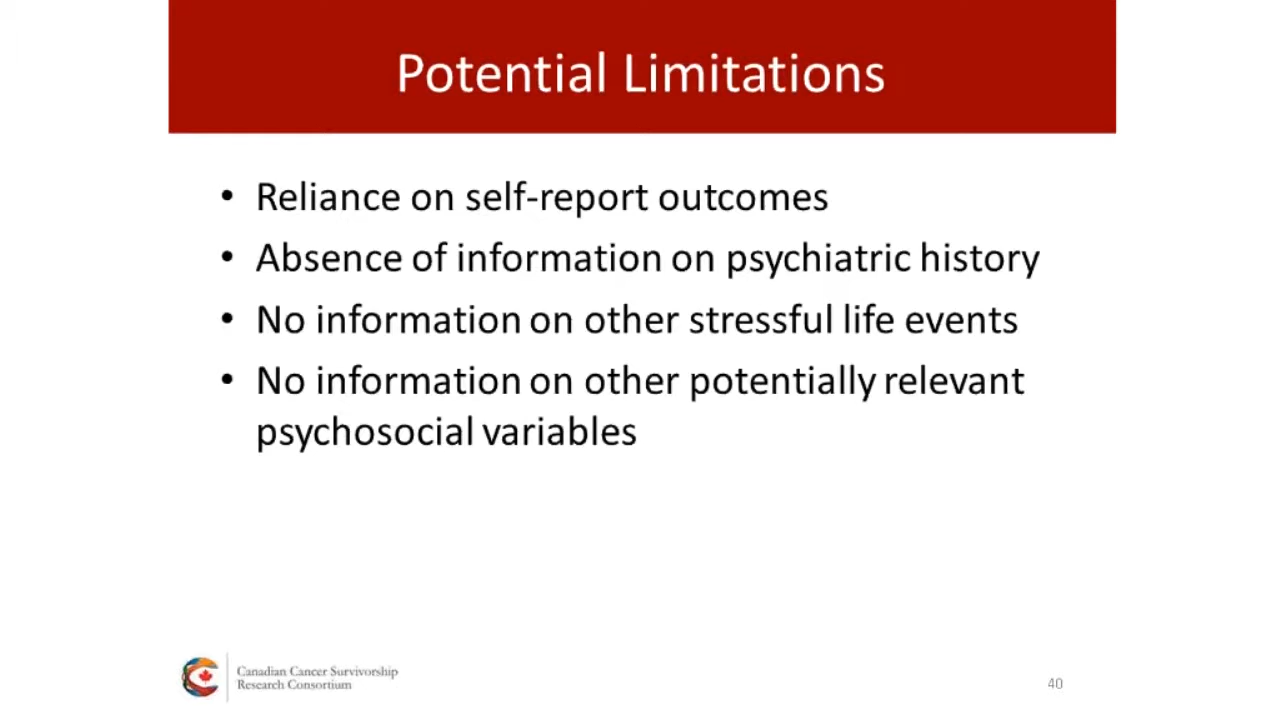 Potential Limitations
• Reliance on self-report outcomes
• Absence of information on psychiatric history
• No information on other stressful life events
• No information on other potentially relevant
psychosocial variables
Canadian Cancer Survivorship
Research Consortium
40